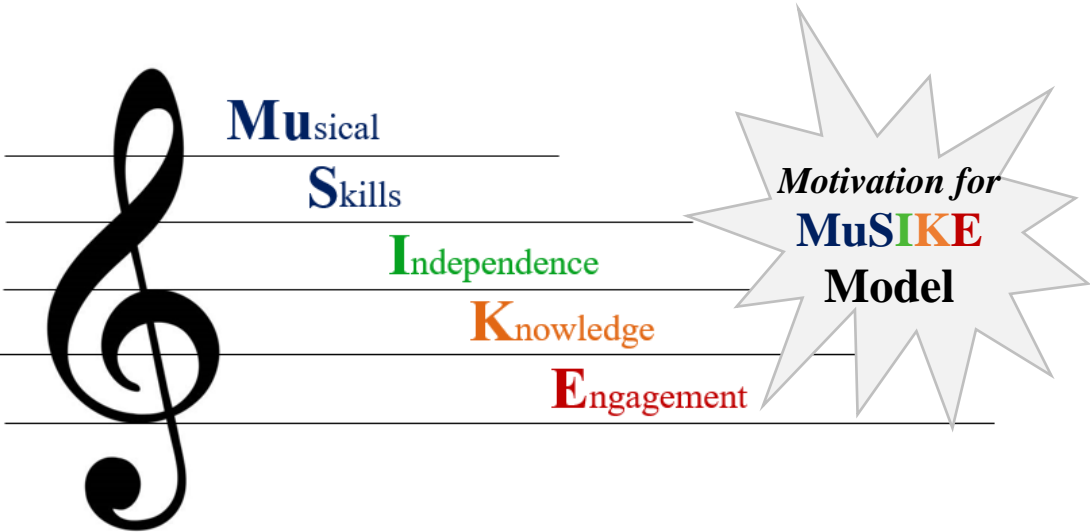 Musical
Skills
Independence
Knowledge
Engagement
Motivation for
MuSIKE
Model